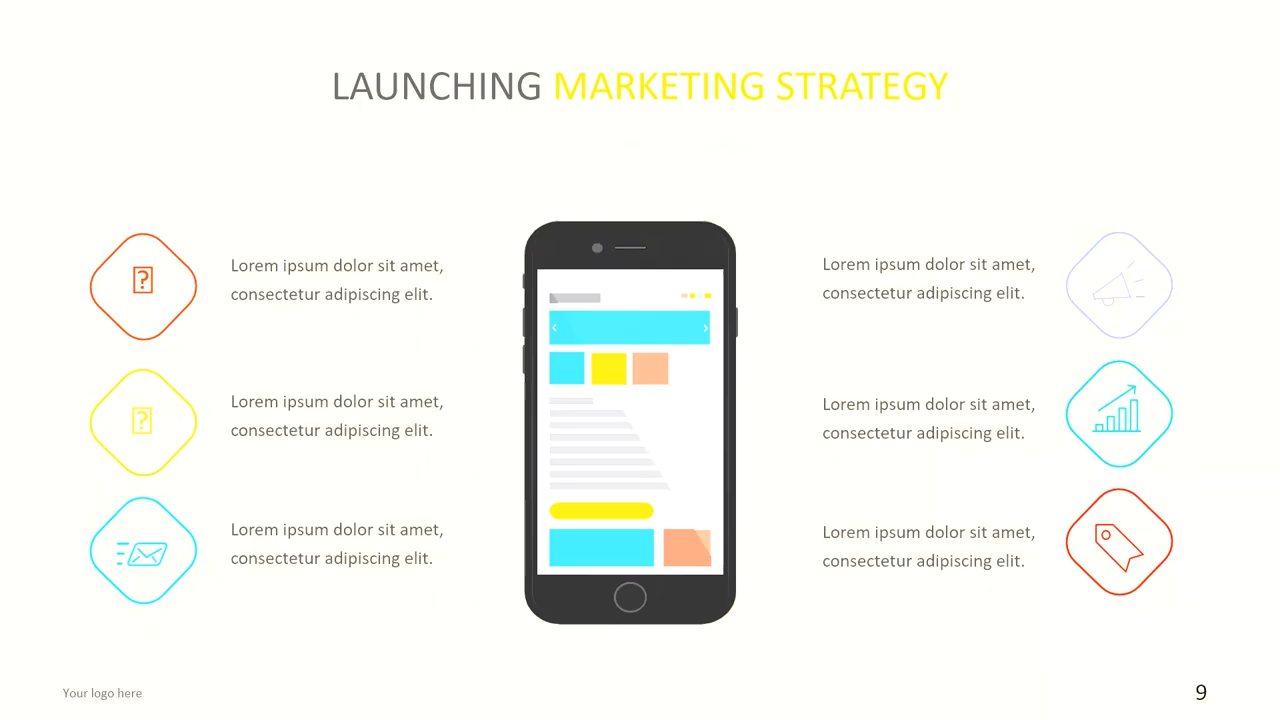 LAUNCHING MARKETING STRATEGY
Lorem ipsum dolor sit amet,
consectetur adipiscing elit.
Lorem ipsum dolor sit amet,
consectetur adipiscing elit.
Lorem ipsum dolor sit amet,
consectetur adipiscing elit.
Lorem ipsum dolor sit amet,
consectetur adipiscing elit.
Lorem ipsum dolor sit amet,
consectetur adipiscing elit.
Lorem ipsum dolor sit amet,
consectetur adipiscing elit.
Your logo here
9